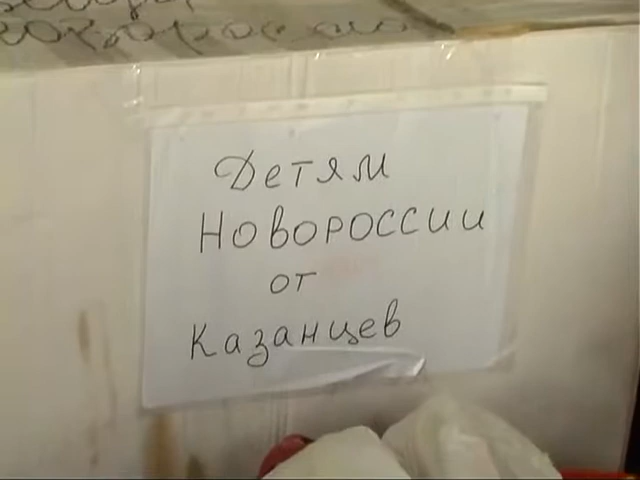 Детям
Новороссии
от
Казанцев